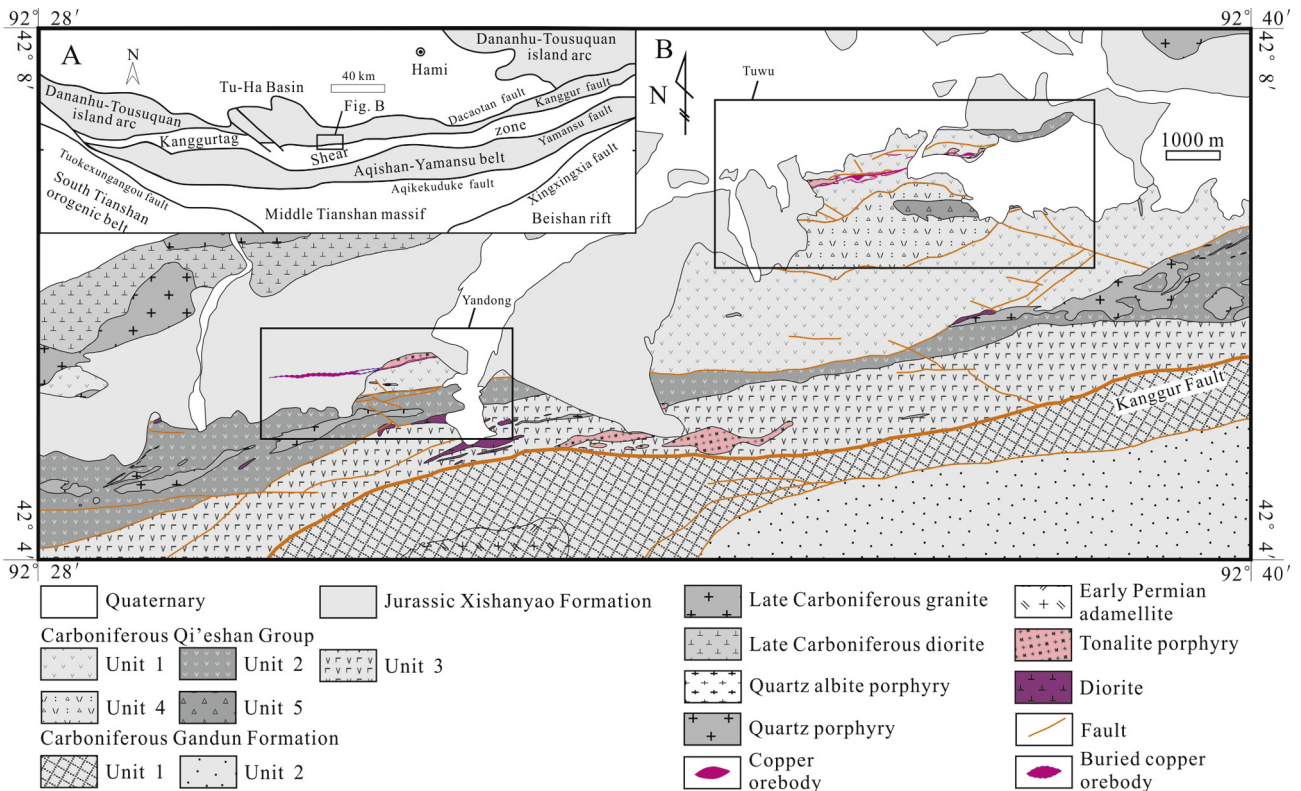 92° 28′
92° 40′
42° 8′
42° 8′
A
N
Tu-Ha Basin
Hami
40 km
Fig. B
Dananhu-Tousuquan
island arc
Dananhu-Tousuquan
island arc
Dacaotan fault
Kanggur fault
Kanggurtag
Shear
zone
Yamansu fault
Aqishan-Yamansu belt
Aqikekuduke fault
Tuokexungangou fault
South Tianshan
orogenic belt
Middle Tianshan massif
Xingxingxia fault
Beishan rift
B
N
Tuwu
1000 m
Yandong
Kanggur Fault
42° 4′
42° 4′
92° 28′
92° 40′
Quaternary
Jurassic Xishanyao Formation
Carboniferous Qi'eshan Group
Unit 1
Unit 2
Unit 3
Unit 4
Unit 5
Carboniferous Gandun Formation
Unit 1
Unit 2
Late Carboniferous granite
Late Carboniferous diorite
Quartz albite porphyry
Quartz porphyry
Copper
orebody
Early Permian
adamellite
Tonalite porphyry
Diorite
Fault
Buried copper
orebody